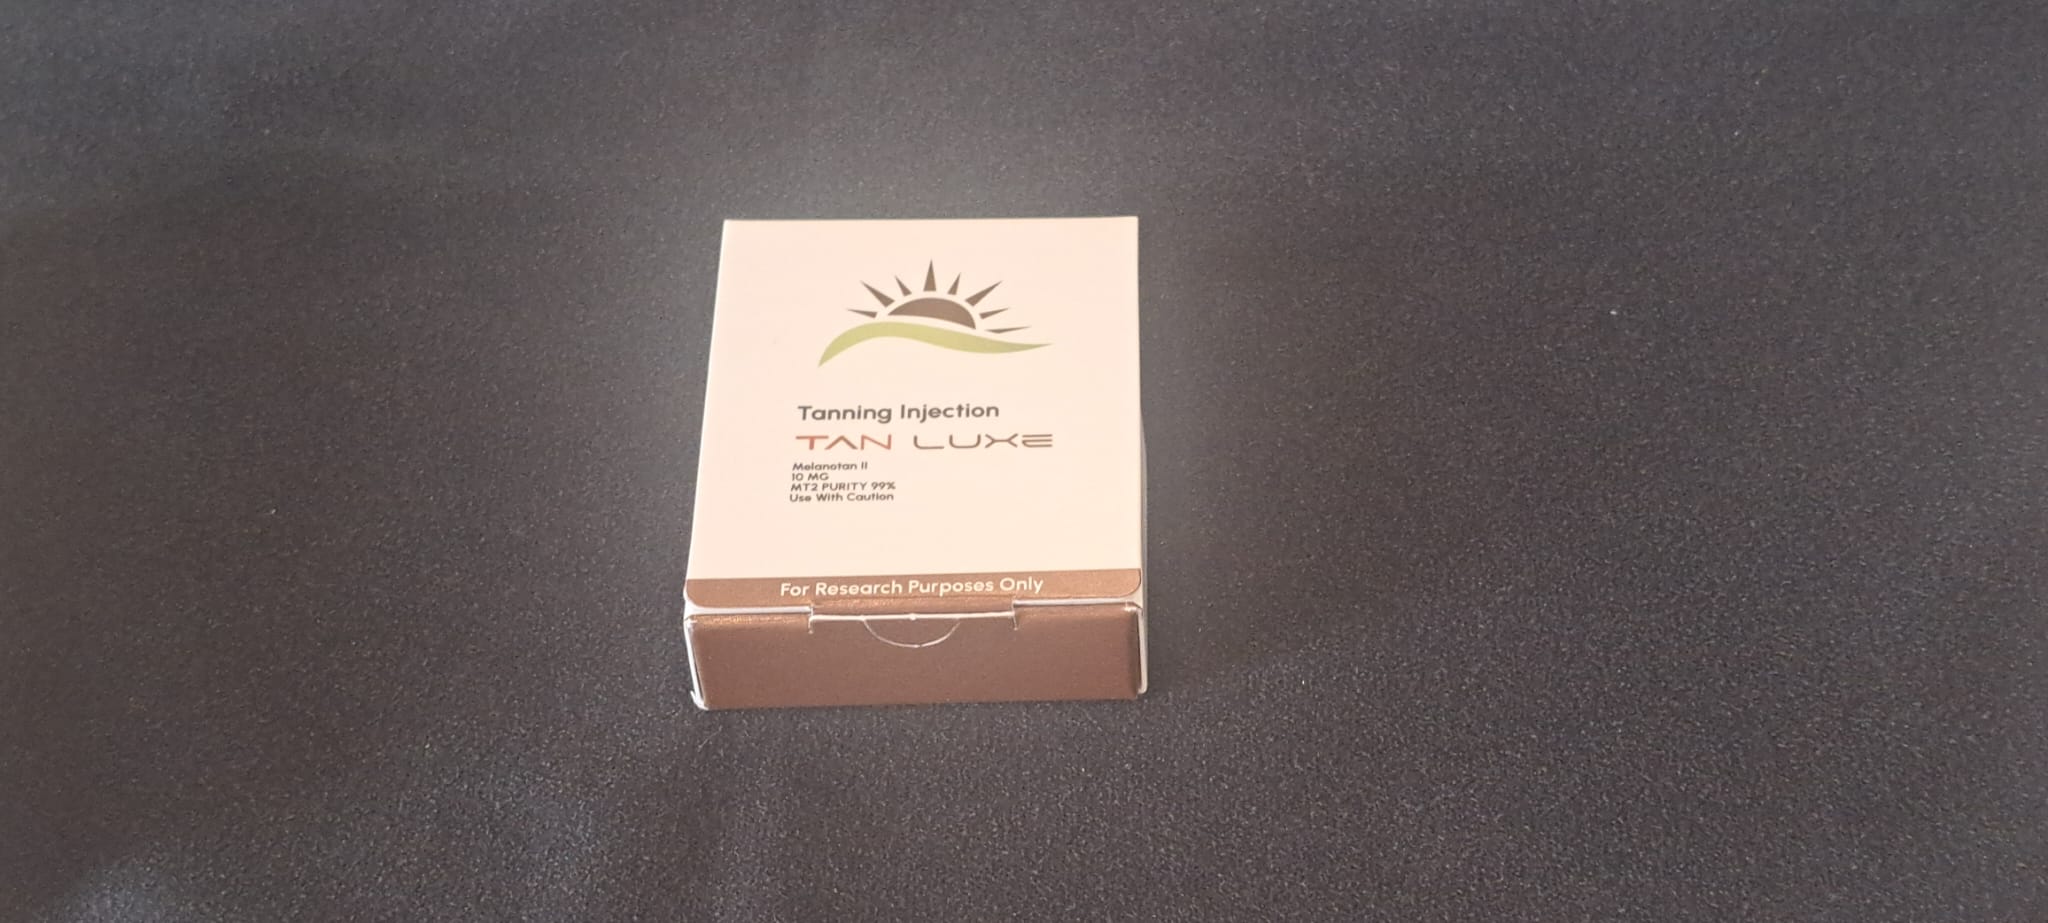 Tanning Injection
TAN LUXE
Melanotan II
10 MG
MT2 PURITY 99%
Use With Caution
For Research Purposes Only